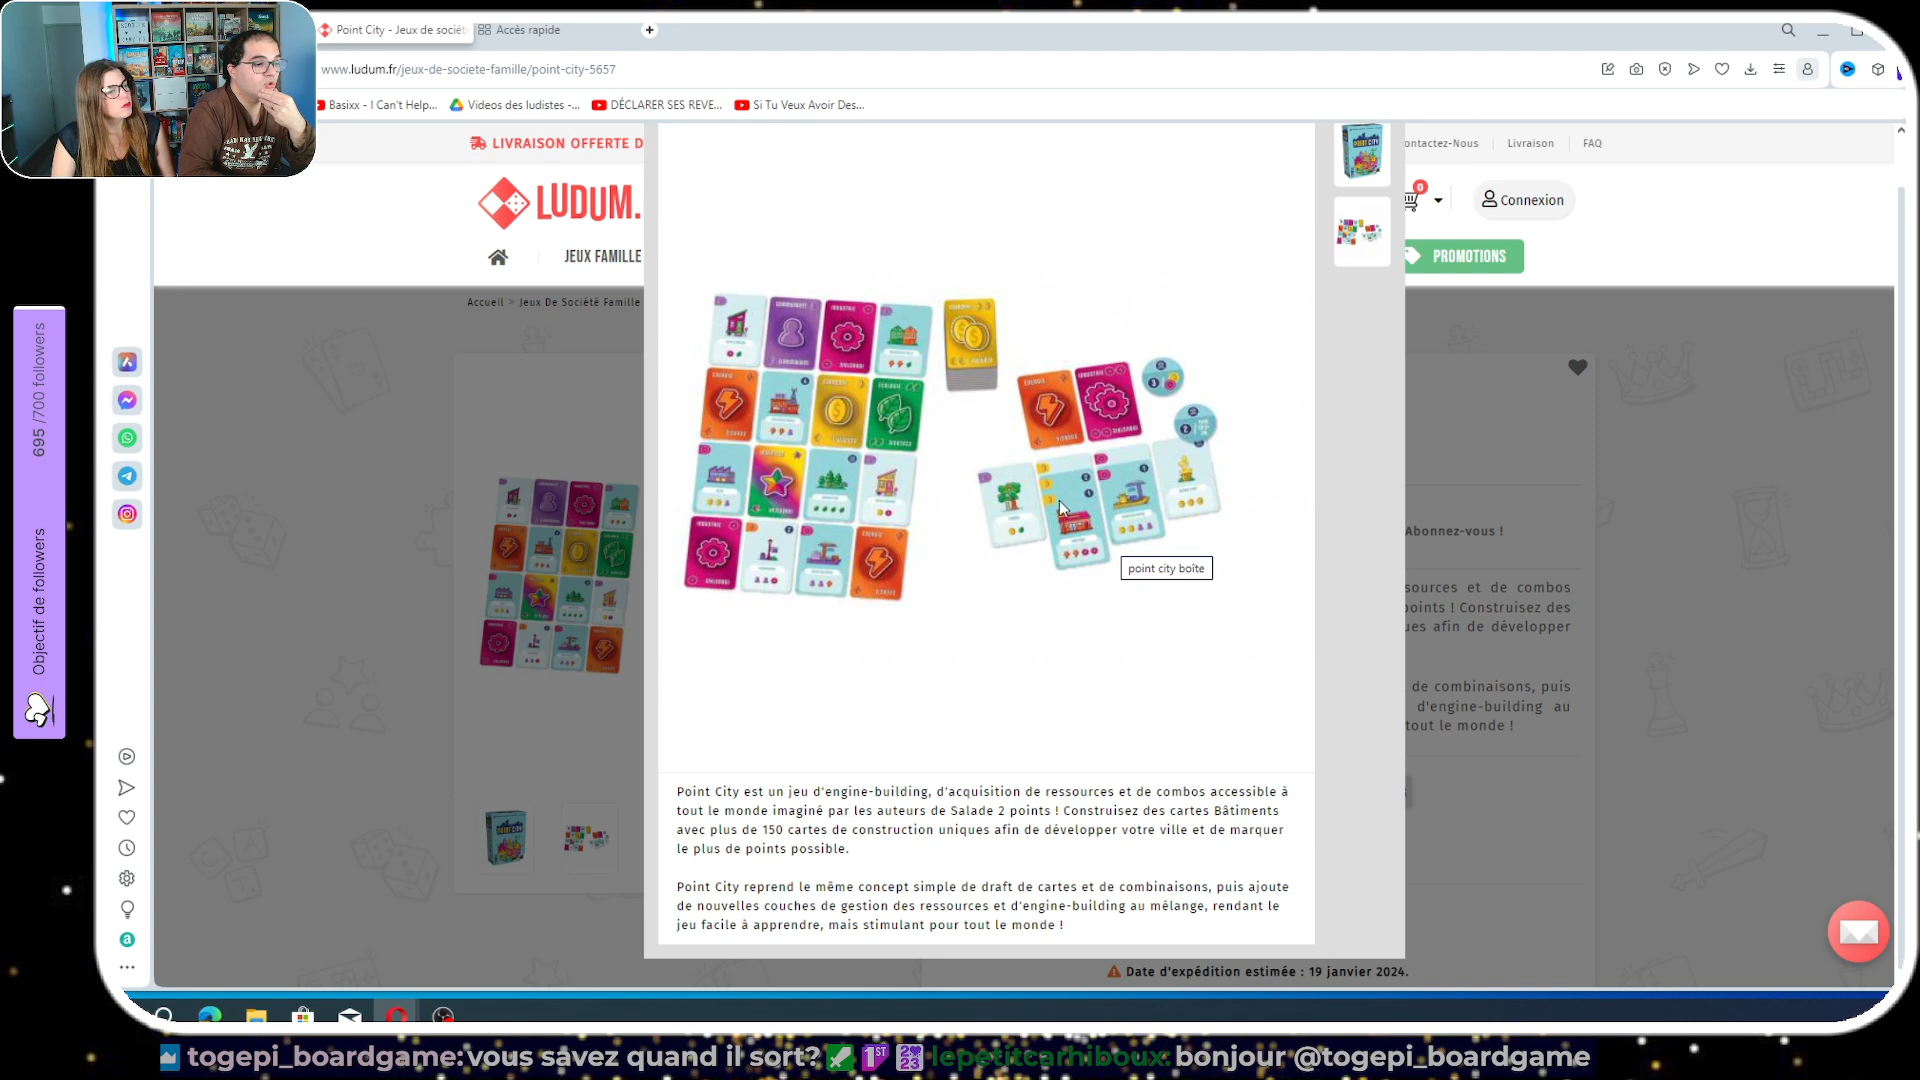 Point City - Jeux de sociét
Accès rapide
www.ludum.fr/jeux-de-societe-famille/point-city-5657
Basixx - I Can't Help...
Videos des ludistes -...
DÉCLARER SES REVE...
Si Tu Veux Avoir Des...
LIVRAISON OFFERTE D
ontactez-Nous
Livraison
FAQ
LUDUM.
0
Connexion
JEUX FAMILLE
PROMOTIONS
Accueil > Jeux De Société Famille
point city boîte
Abonnez-vous !
ssources et de combos
points ! Construisez des
ues afin de développer
de combinaisons, puis
d'engine-building au
tout le monde !
Point City est un jeu d'engine-building, d'acquisition de ressources et de combos accessible à
tout le monde imaginé par les auteurs de Salade 2 points ! Construisez des cartes Bâtiments
avec plus de 150 cartes de construction uniques afin de développer votre ville et de marquer
le plus de points possible.
Point City reprend le même concept simple de draft de cartes et de combinaisons, puis ajoute
de nouvelles couches de gestion des ressources et d'engine-building au mélange, rendant le
jeu facile à apprendre, mais stimulant pour tout le monde !
Date d'expédition estimée : 19 janvier 2024.
Objectif de followers
695 /700 followers
togepi_boardgame: vous savez quand il sort? 1ST 2023 lepetitcarhiboux: bonjour @togepi_boardgame